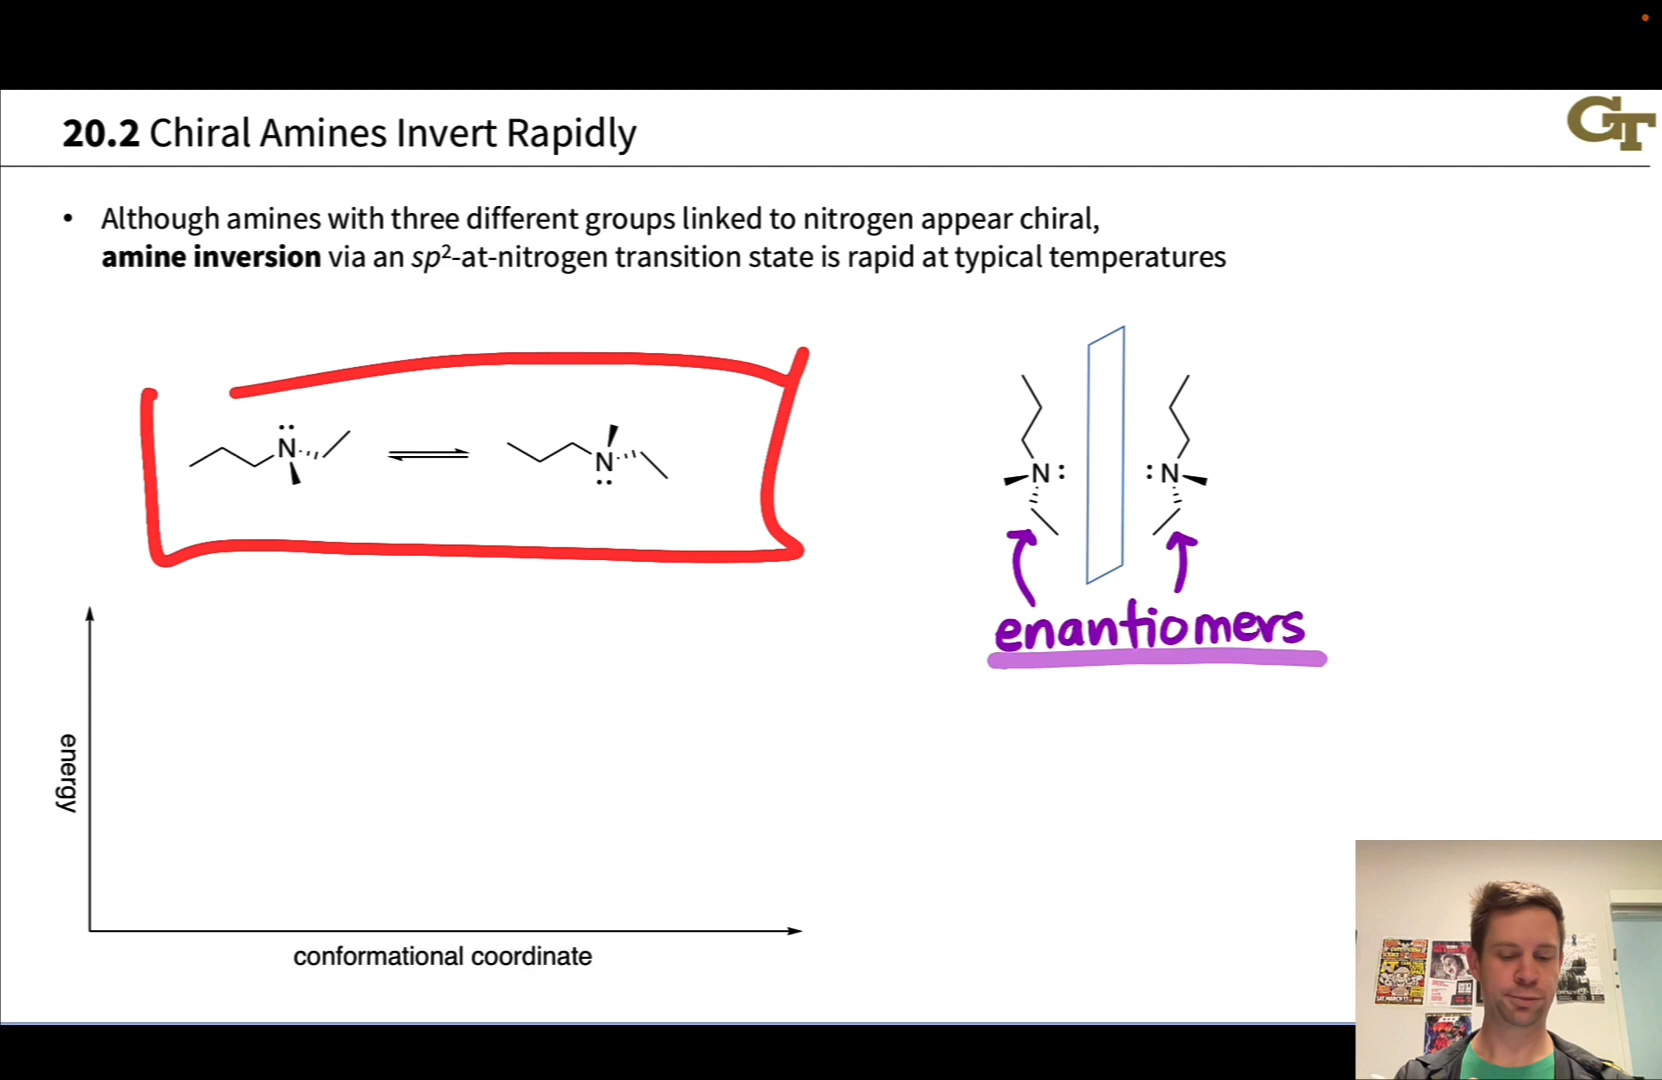 20.2 Chiral Amines Invert Rapidly
GT
• Although amines with three different groups linked to nitrogen appear chiral,
amine inversion via an sp²-at-nitrogen transition state is rapid at typical temperatures
N
N
N:
:N
enantiomers
energy
conformational coordinate